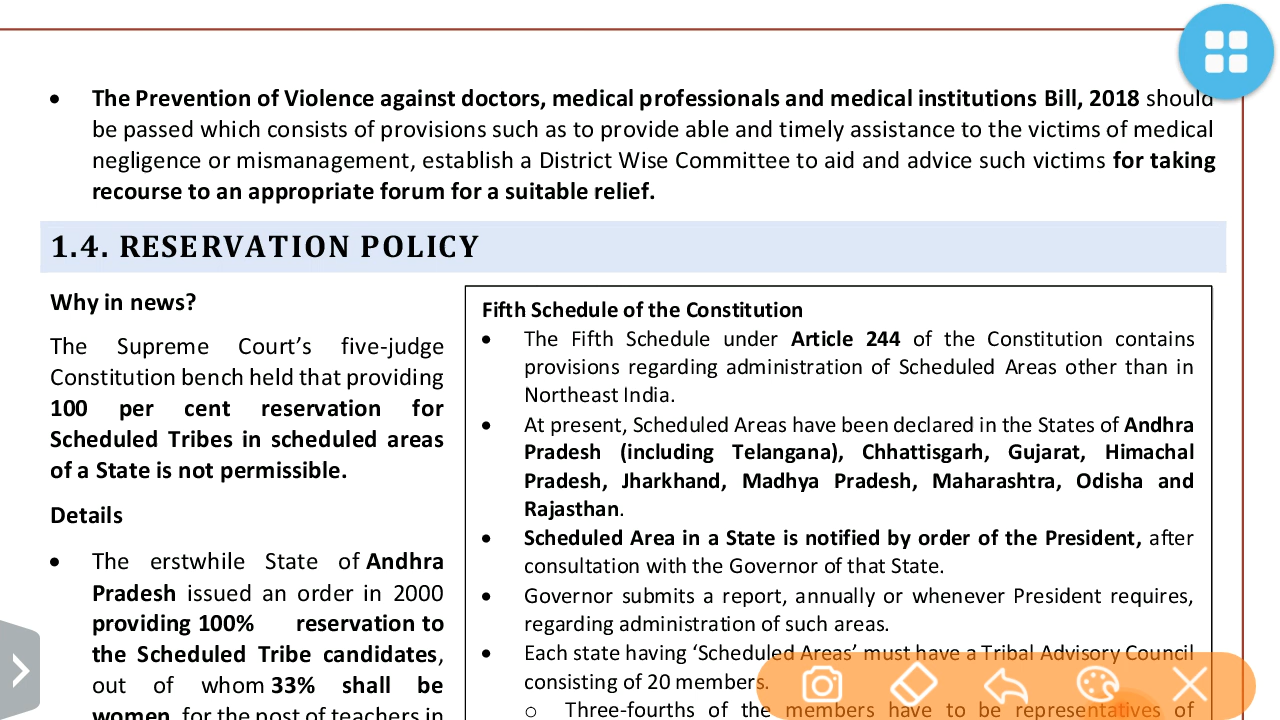 • The Prevention of Violence against doctors, medical professionals and medical institutions Bill, 2018 should
be passed which consists of provisions such as to provide able and timely assistance to the victims of medical
negligence or mismanagement, establish a District Wise Committee to aid and advice such victims for taking
recourse to an appropriate forum for a suitable relief.
1.4. RESERVATION POLICY
Why in news?
The Supreme Court’s five-judge
Constitution bench held that providing
100 per cent reservation for
Scheduled Tribes in scheduled areas
of a State is not permissible.
Details
• The erstwhile State of Andhra
Pradesh issued an order in 2000
providing 100% reservation to
the Scheduled Tribe candidates,
out of whom 33% shall be
women, for the post of teachers in
Fifth Schedule of the Constitution
• The Fifth Schedule under Article 244 of the Constitution contains
provisions regarding administration of Scheduled Areas other than in
Northeast India.
• At present, Scheduled Areas have been declared in the States of Andhra
Pradesh (including Telangana), Chhattisgarh, Gujarat, Himachal
Pradesh, Jharkhand, Madhya Pradesh, Maharashtra, Odisha and
Rajasthan.
• Scheduled Area in a State is notified by order of the President, after
consultation with the Governor of that State.
• Governor submits a report, annually or whenever President requires,
regarding administration of such areas.
• Each state having ‘Scheduled Areas’ must have a Tribal Advisory Council
consisting of 20 members.
o Three-fourths of the members have to be representatives of